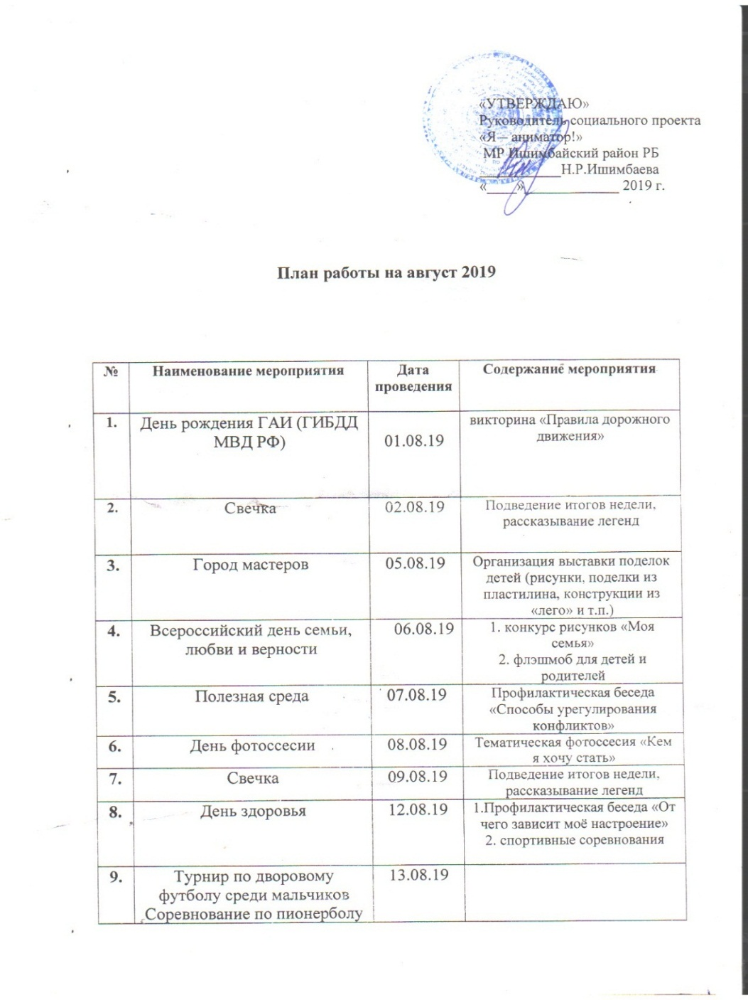 «УТВЕРЖДАЮ»
Руководитель социального проекта
«Я – аниматор!»
МР Ишимбайский район РБ
____________Н.Р.Ишимбаева
«____»______________ 2019 г.
План работы на август 2019
№
Наименование мероприятия
Дата
проведения
Содержание мероприятия
1.
День рождения ГАИ (ГИБДД
МВД РФ)
01.08.19
викторина «Правила дорожного
движения»
2.
Свечка
02.08.19
Подведение итогов недели,
рассказывание легенд
3.
Город мастеров
05.08.19
Организация выставки поделок
детей (рисунки, поделки из
пластилина, конструкции из
«лего» и т.п.)
4.
Всероссийский день семьи,
любви и верности
06.08.19
1. конкурс рисунков «Моя
семья»
2. флэшмоб для детей и
родителей
5.
Полезная среда
07.08.19
Профилактическая беседа
«Способы урегулирования
конфликтов»
6.
День фотоссесии
08.08.19
Тематическая фотоссесия «Кем
я хочу стать»
7.
Свечка
09.08.19
Подведение итогов недели,
рассказывание легенд
8.
День здоровья
12.08.19
1.Профилактическая беседа «От
чего зависит моё настроение»
2. спортивные соревнования
9.
Турнир по дворовому
футболу среди мальчиков
Соревнование по пионерболу
13.08.19